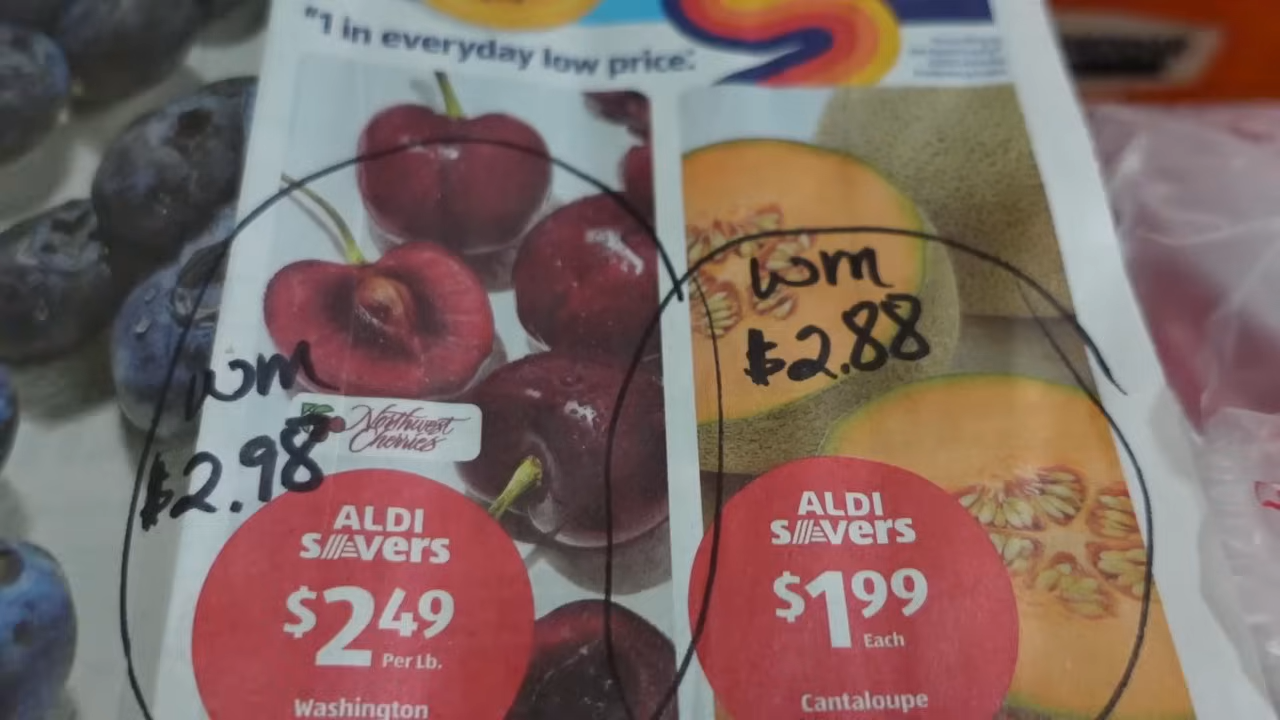 "1 in everyday low price.
wm
$2.98
Northwest
Cherries
ALDI
SAVERS
$2 49
Per Lb.
Washington
wm
$2.88
ALDI
SAVERS
$1 99
Each
Cantaloupe